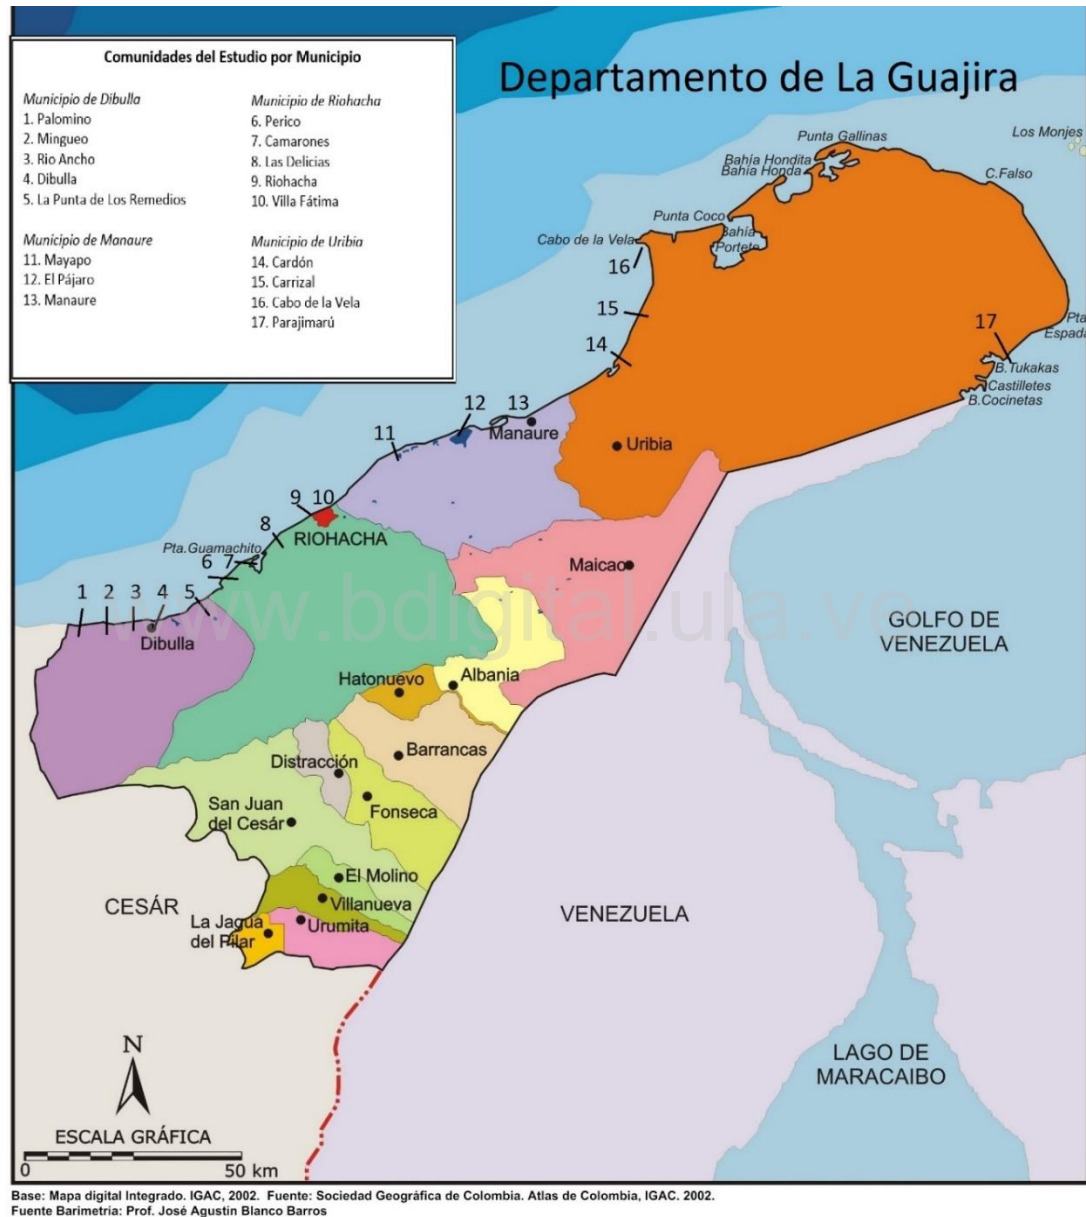 Departamento de La Guajira
Comunidades del Estudio por Municipio
Municipio de Dibulla
1. Palomino
2. Mingueo
3. Rio Ancho
4. Dibulla
5. La Punta de Los Remedios
Municipio de Riohacha
6. Perico
7. Camarones
8. Las Delicias
9. Riohacha
10. Villa Fátima
Municipio de Manaure
11. Mayapo
12. El Pájaro
13. Manaure
Municipio de Uribia
14. Cardón
15. Carrizal
16. Cabo de la Vela
17. Parajimarú
Punta Gallinas
Los Monjes
Bahía Hondita
Bahía Honda
C.Falso
Punta Coco
Cabo de la Vela
Bahía
Portete
16
15
17
Pta
Espada
14
B.Tukakas
Castilletes
B.Cocinetas
12
13
11
Manaure
Uribia
9
10
8
RIOHACHA
Pta.Guamachito
6
7
Maicao
1
2
3
4
5
Dibulla
www.bdigital.ula.ve
GOLFO DE
VENEZUELA
Hatonuevo
Albania
Barrancas
Distracción
Fonseca
San Juan
del Cesár
El Molino
Villanueva
CESÁR
VENEZUELA
La Jagua
del Pilar
Urumita
N
LAGO DE
MARACAIBO
ESCALA GRÁFICA
0
50 km
Base: Mapa digital Integrado. IGAC, 2002. Fuente: Sociedad Geográfica de Colombia. Atlas de Colombia, IGAC. 2002.
Fuente Barimetria: Prof. José Agustin Blanco Barros